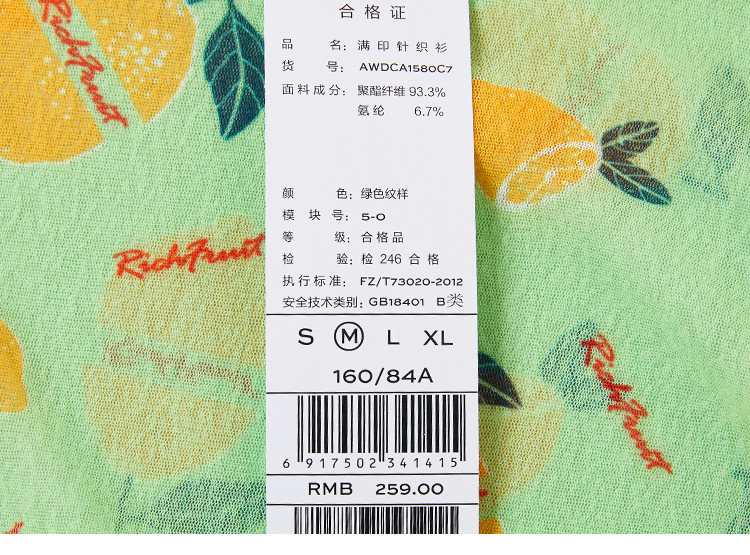 合格证
品名：满印针织衫
货号：AWDCA1580C7
面料成分：聚酯纤维 93.3%
氨纶 6.7%
颜色：绿色纹样
模块号：5-0
等级：合格品
检验：检 246 合格
执行标准：FZ/T73020-2012
安全技术类别：GB18401 B类
S M L XL
160/84A
6 917502 341415
RMB 259.00
RichFruit
RichFruit
RichFruit